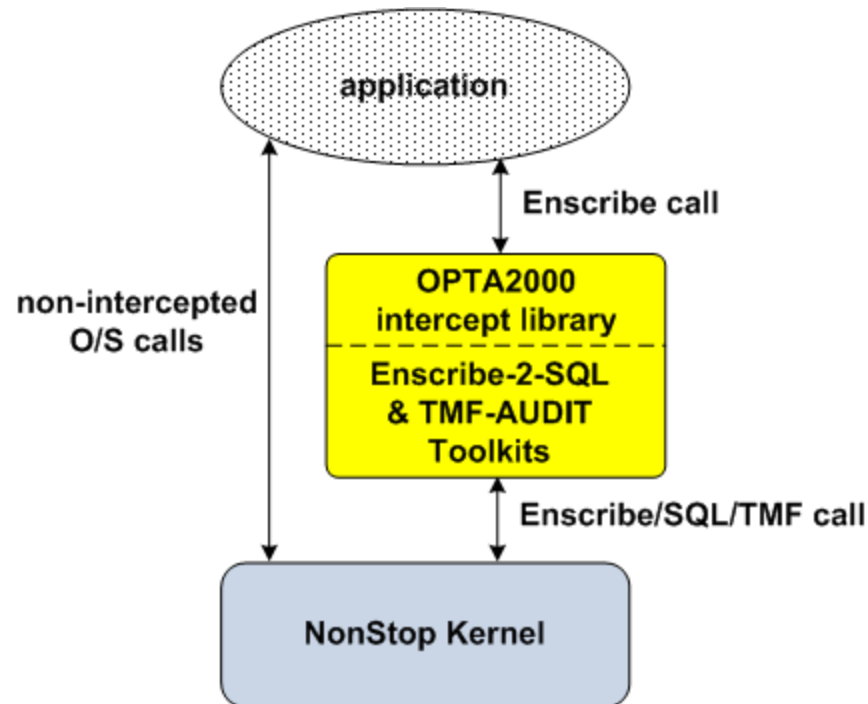 application
Enscribe call
non-intercepted
O/S calls
OPTA2000
intercept library
Enscribe-2-SQL
& TMF-AUDIT
Toolkits
Enscribe/SQL/TMF call
NonStop Kernel